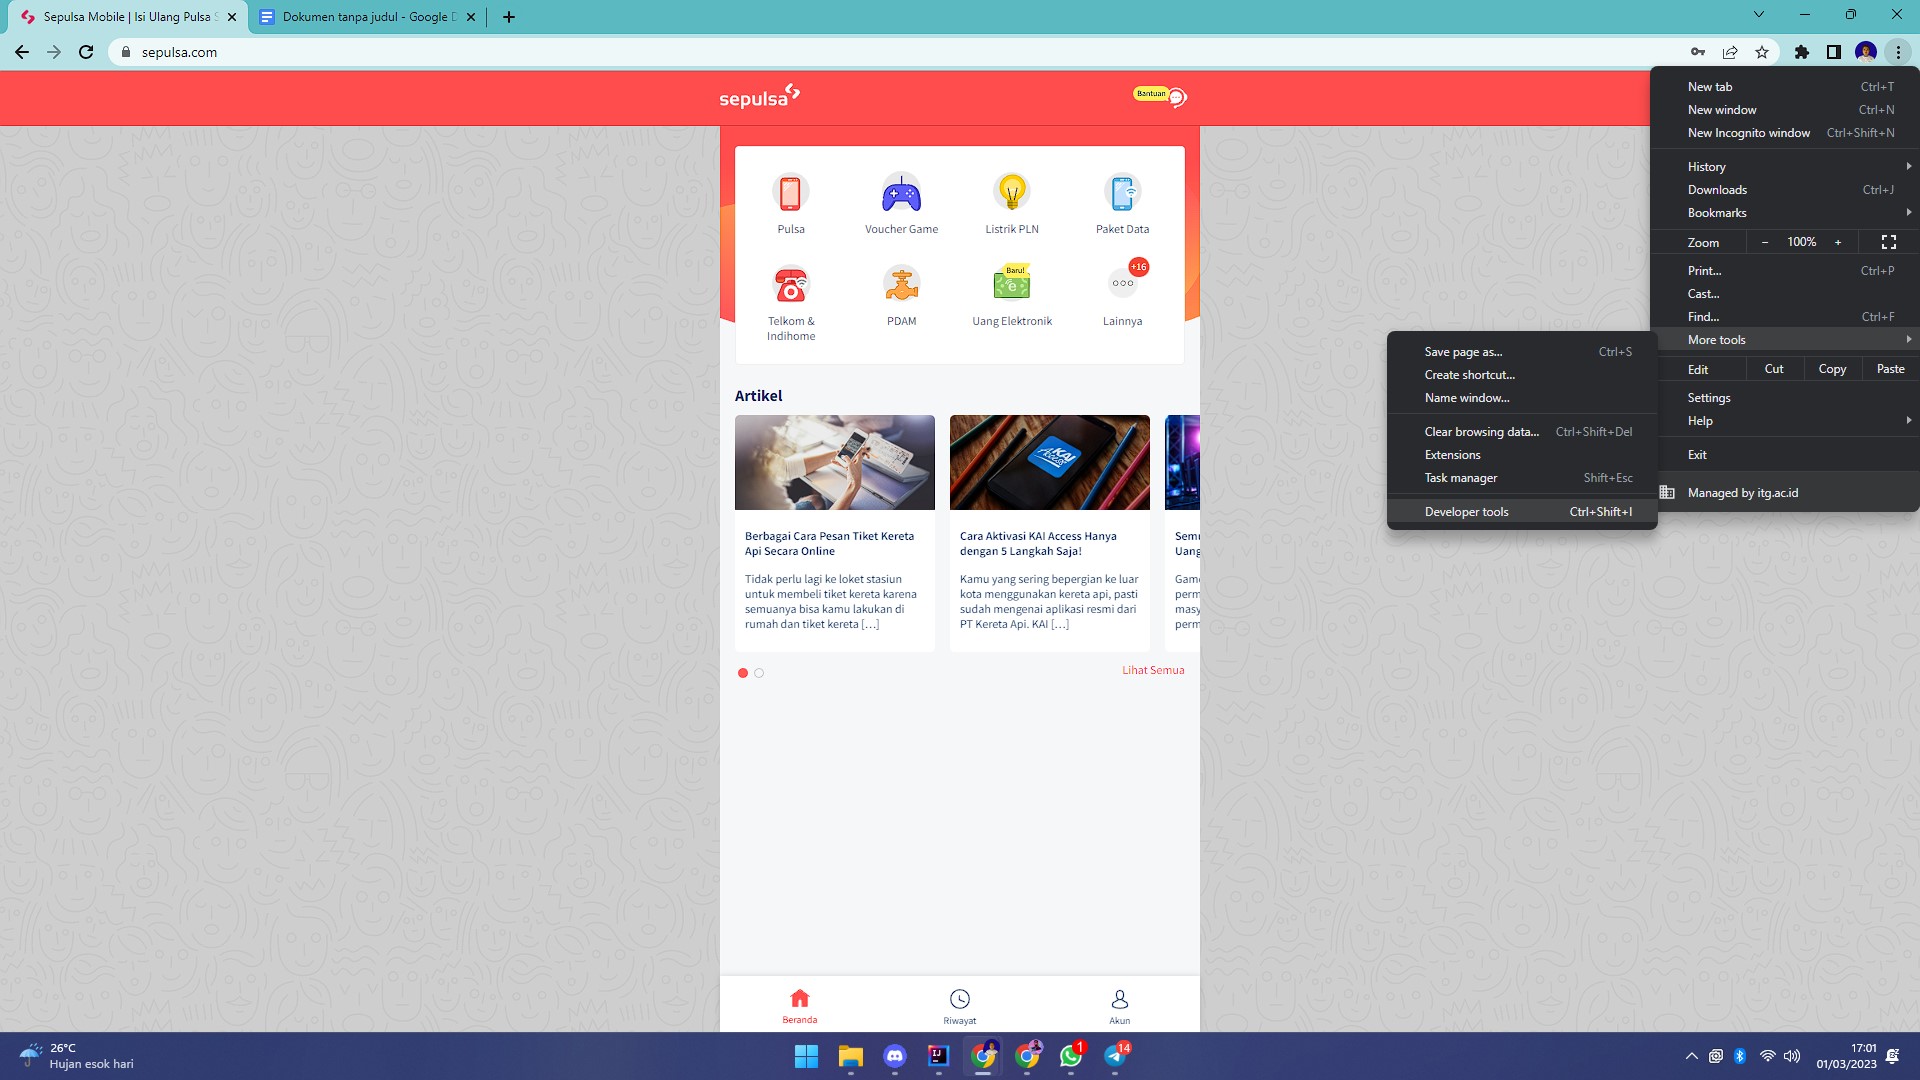 Sepulsa Mobile | Isi Ulang Pulsa S
Dokumen tanpa judul - Google D
sepulsa.com
sepulsa
Bantuan
Pulsa
Voucher Game
Listrik PLN
Paket Data
Baru!
+16
Telkom &
Indihome
PDAM
Uang Elektronik
Lainnya
Artikel
KAI
Access
Berbagai Cara Pesan Tiket Kereta
Api Secara Online
Tidak perlu lagi ke loket stasiun
untuk membeli tiket kereta karena
semuanya bisa kamu lakukan di
rumah dan tiket kereta […]
Cara Aktivasi KAI Access Hanya
dengan 5 Langkah Saja!
Kamu yang sering bepergian ke luar
kota menggunakan kereta api, pasti
sudah mengenai aplikasi resmi dari
PT Kereta Api. KAI […]
Uang
perm
masy
perm
Lihat Semua
Beranda
Riwayat
Akun
New tab Ctrl+T
New window Ctrl+N
New Incognito window Ctrl+Shift+N
History
Downloads Ctrl+J
Bookmarks
Zoom − 100% +
Print... Ctrl+P
Cast...
Find... Ctrl+F
More tools
Edit Cut Copy Paste
Settings
Help
Exit
Managed by itg.ac.id
Save page as... Ctrl+S
Create shortcut...
Name window...
Clear browsing data... Ctrl+Shift+Del
Extensions
Task manager Shift+Esc
Developer tools Ctrl+Shift+I
26°C
Hujan esok hari
IJ
1
14
17:01
01/03/2023